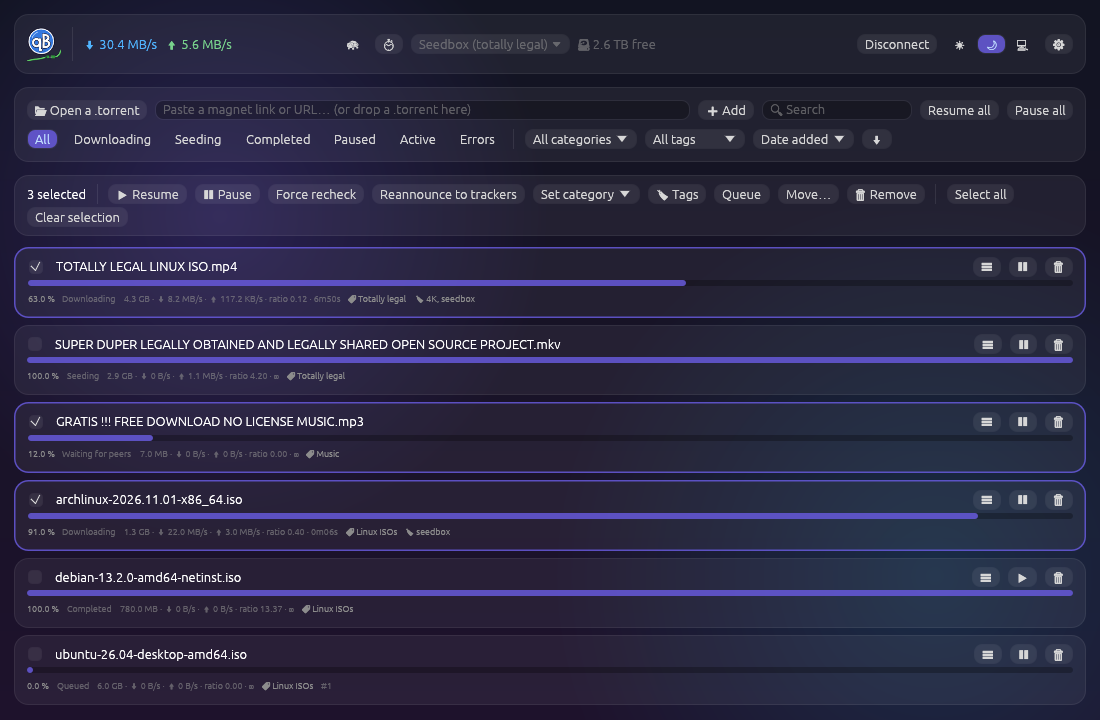 qB 30.4 MB/s 5.6 MB/s Seedbox (totally legal) 2.6 TB free Disconnect
Open a .torrent Paste a magnet link or URL... (or drop a .torrent here) Add Search Resume all Pause all
All Downloading Seeding Completed Paused Active Errors All categories All tags Date added
3 selected Resume Pause Force recheck Reannounce to trackers Set category Tags Queue Move... Remove Select all
Clear selection
TOTALLY LEGAL LINUX ISO.mp4
63.0 % Downloading 4.3 GB · 8.2 MB/s · 117.2 KB/s · ratio 0.12 · 6m50s Totally legal 4K, seedbox
SUPER DUPER LEGALLY OBTAINED AND LEGALLY SHARED OPEN SOURCE PROJECT.mkv
100.0 % Seeding 2.9 GB · 0 B/s · 1.1 MB/s · ratio 4.20 · ∞ Totally legal
GRATIS !!! FREE DOWNLOAD NO LICENSE MUSIC.mp3
12.0 % Waiting for peers 7.0 MB · 0 B/s · 0 B/s · ratio 0.00 · ∞ Music
archlinux-2026.11.01-x86_64.iso
91.0 % Downloading 1.3 GB · 22.0 MB/s · 3.0 MB/s · ratio 0.40 · 0m06s Linux ISOs seedbox
debian-13.2.0-amd64-netinst.iso
100.0 % Completed 780.0 MB · 0 B/s · 0 B/s · ratio 13.37 · ∞ Linux ISOs
ubuntu-26.04-desktop-amd64.iso
0.0 % Queued 6.0 GB · 0 B/s · 0 B/s · ratio 0.00 · ∞ Linux ISOs #1